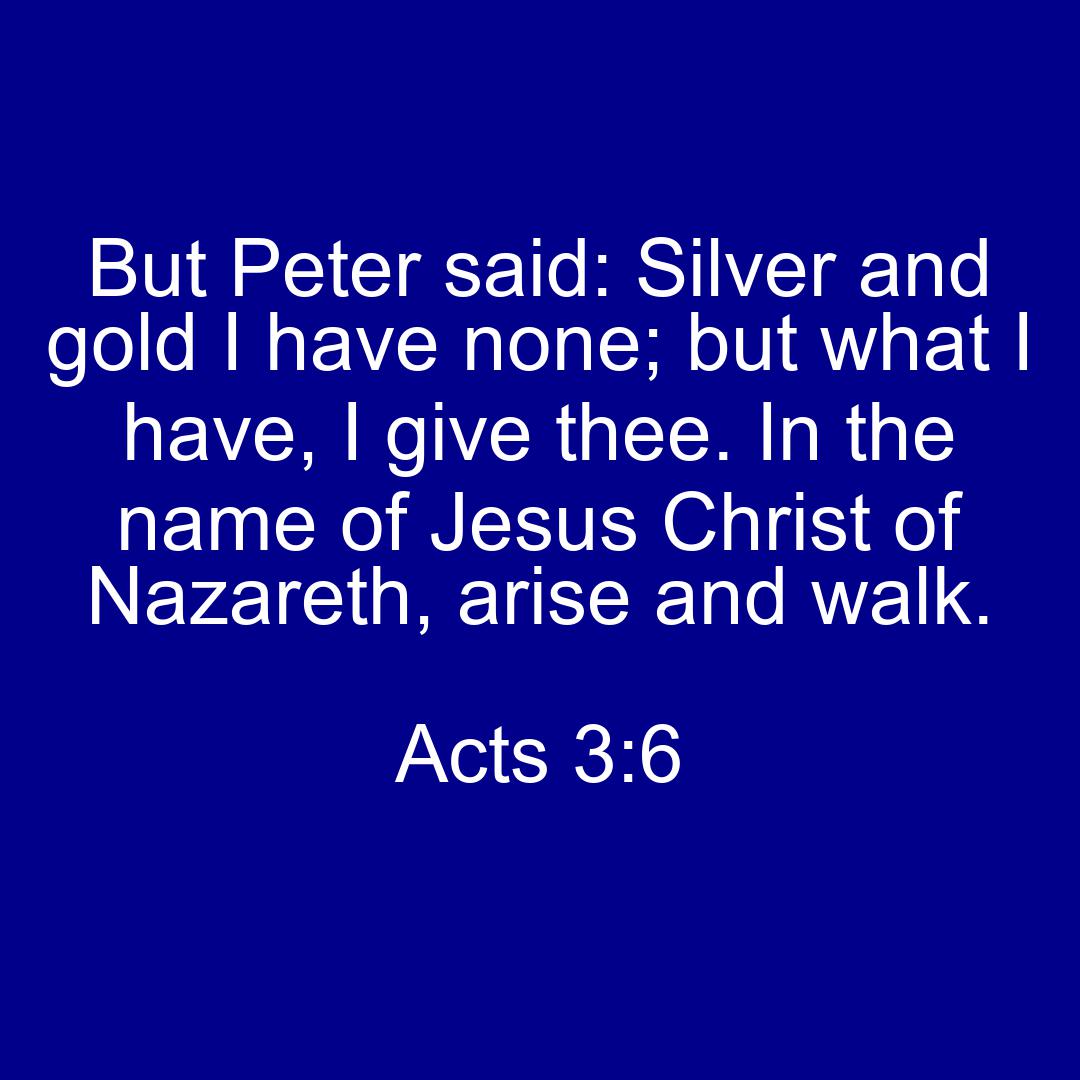 But Peter said: Silver and
gold I have none; but what I
have, I give thee. In the
name of Jesus Christ of
Nazareth, arise and walk.
Acts 3:6